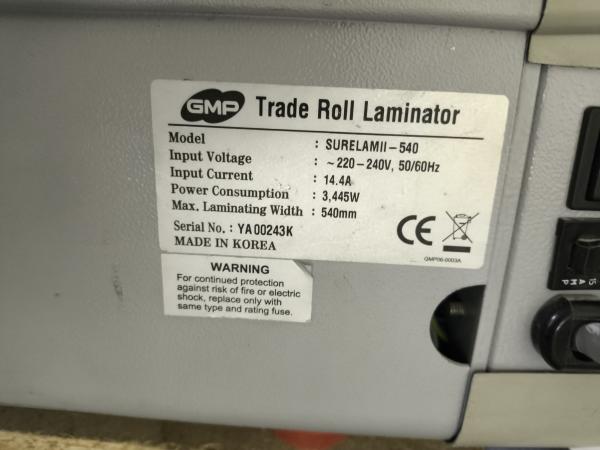 GMP Trade Roll Laminator
Model : SURELAMII-540
Input Voltage : ~220-240V, 50/60Hz
Input Current : 14.4A
Power Consumption : 3,445W
Max. Laminating Width : 540mm
Serial No. : YA00243K
MADE IN KOREA
CE
GMP06-0003A
WARNING
For continued protection
against risk of fire or electric
shock, replace only with
same type and rating fuse.
15 AMP